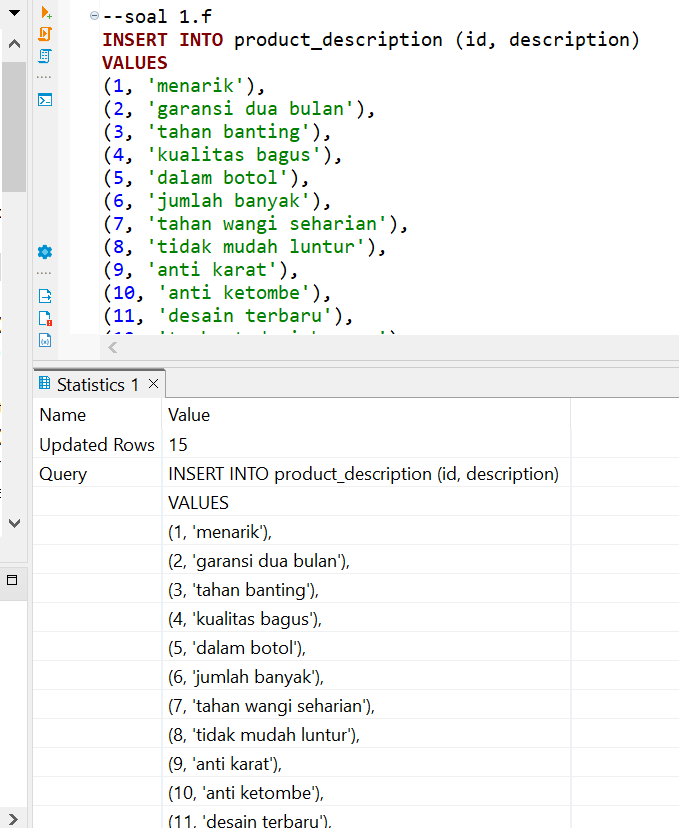 --soal 1.f
INSERT INTO product_description (id, description)
VALUES
(1, 'menarik'),
(2, 'garansi dua bulan'),
(3, 'tahan banting'),
(4, 'kualitas bagus'),
(5, 'dalam botol'),
(6, 'jumlah banyak'),
(7, 'tahan wangi seharian'),
(8, 'tidak mudah luntur'),
(9, 'anti karat'),
(10, 'anti ketombe'),
(11, 'desain terbaru'),
Statistics 1
Name Value
Updated Rows 15
Query INSERT INTO product_description (id, description)
VALUES
(1, 'menarik'),
(2, 'garansi dua bulan'),
(3, 'tahan banting'),
(4, 'kualitas bagus'),
(5, 'dalam botol'),
(6, 'jumlah banyak'),
(7, 'tahan wangi seharian'),
(8, 'tidak mudah luntur'),
(9, 'anti karat'),
(10, 'anti ketombe'),
(11, 'desain terbaru'),